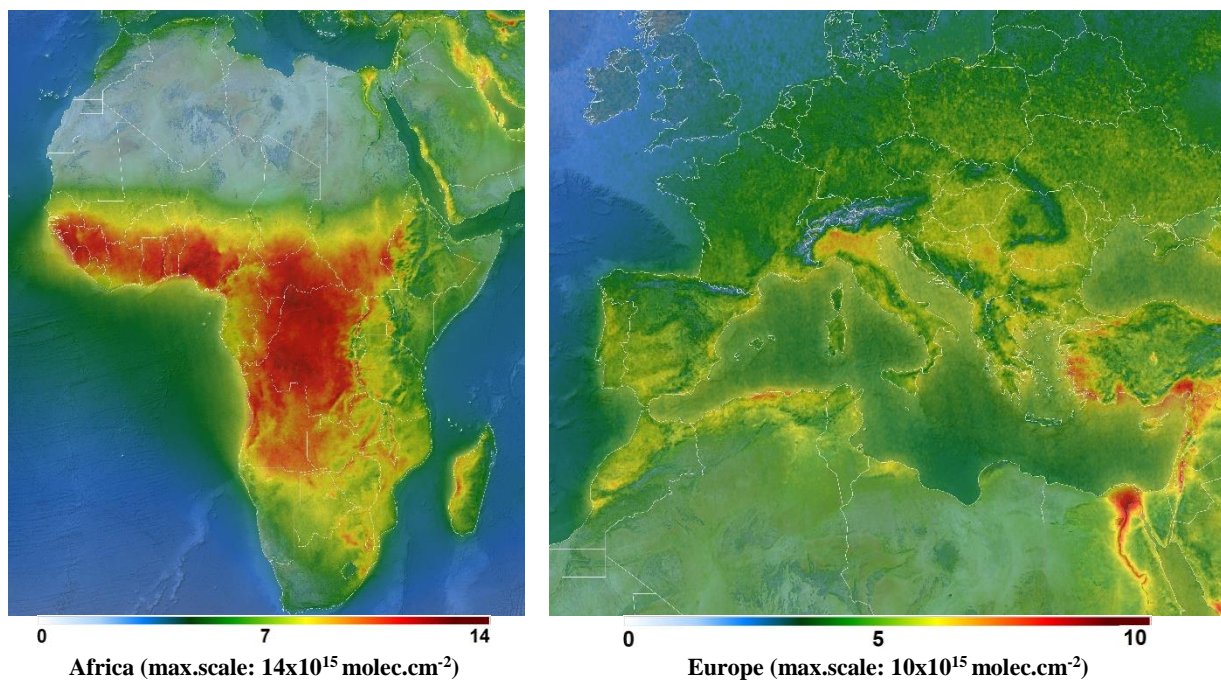 0 7 14
Africa (max.scale: 14x10¹⁵ molec.cm⁻²)
0 5 10
Europe (max.scale: 10x10¹⁵ molec.cm⁻²)